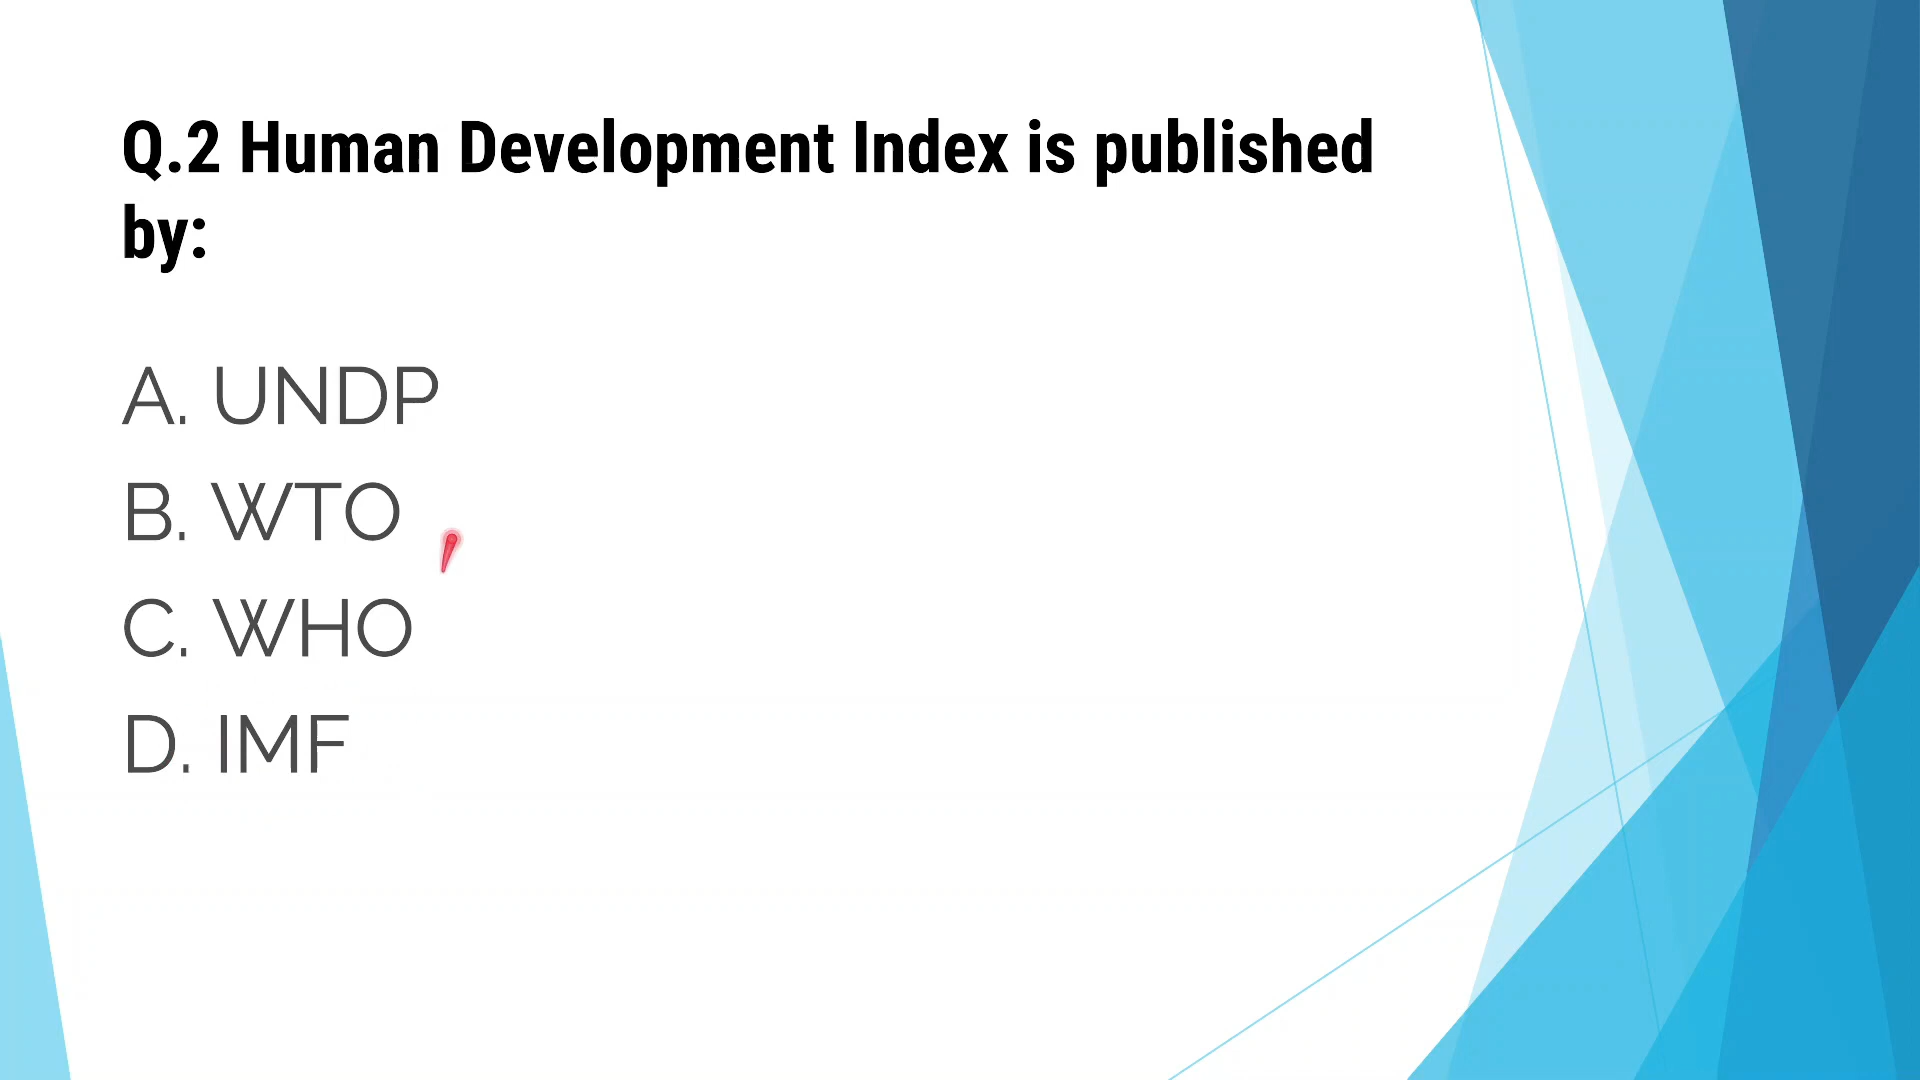 Q.2 Human Development Index is published
by:
A. UNDP
B. WTO
C. WHO
D. IMF